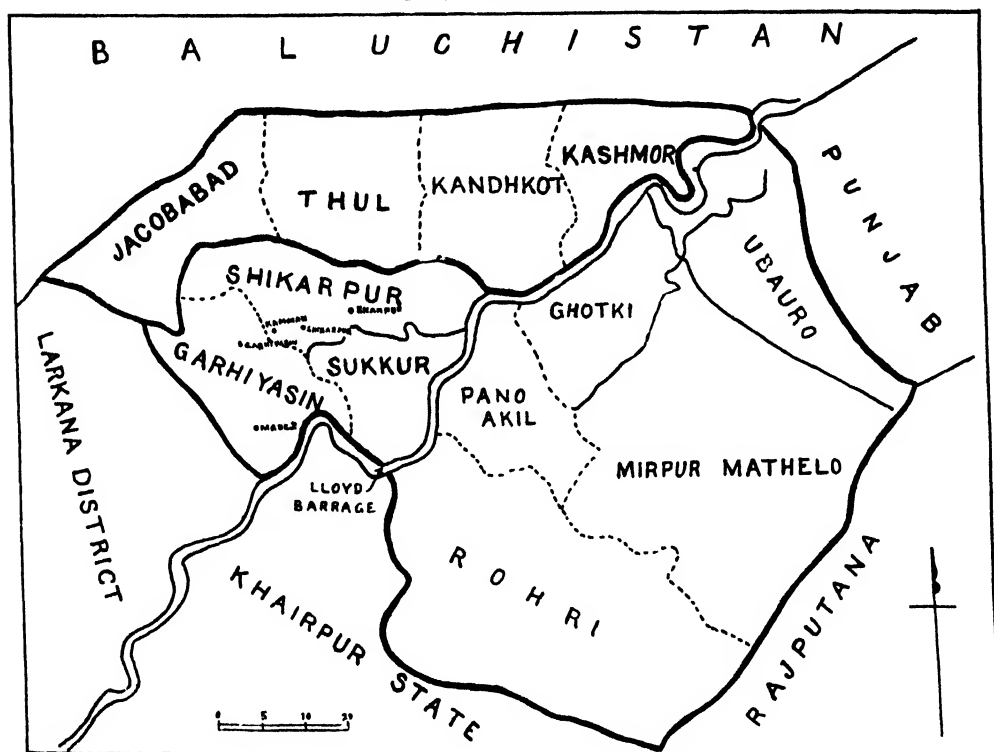 BALUCHISTAN
PUNJAB
JACOBABAD
THUL
KANDHKOT
KASHMOR
SHIKARPUR
UBAURO
GHOTKI
GARHIYASIN
SUKKUR
PANO
AKIL
MIRPUR MATHELO
LLOYD
BARRAGE
LARKANA DISTRICT
ROHRI
KHAIRPUR STATE
RAJPUTANA
0 5 10 20